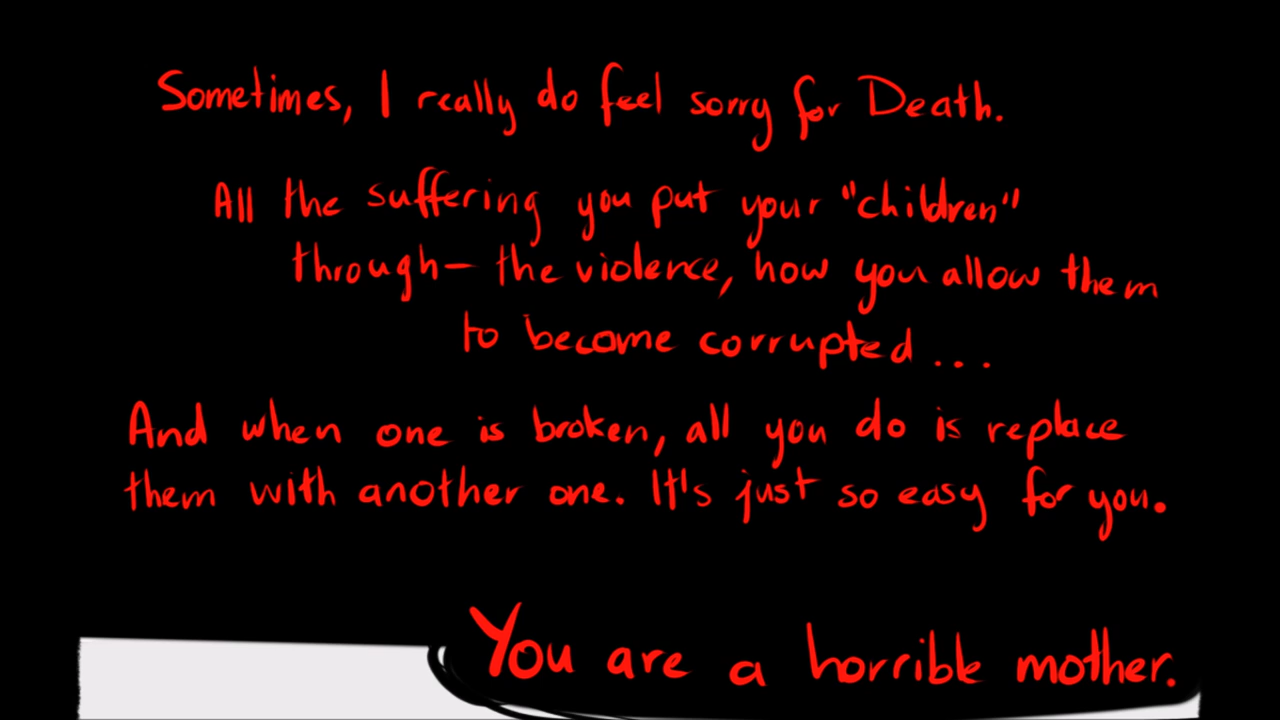 Sometimes, I really do feel sorry for Death.
All the suffering you put your "children"
through- the violence, how you allow them
to become corrupted...
And when one is broken, all you do is replace
them with another one. It's just so easy for you.
You are a horrible mother.